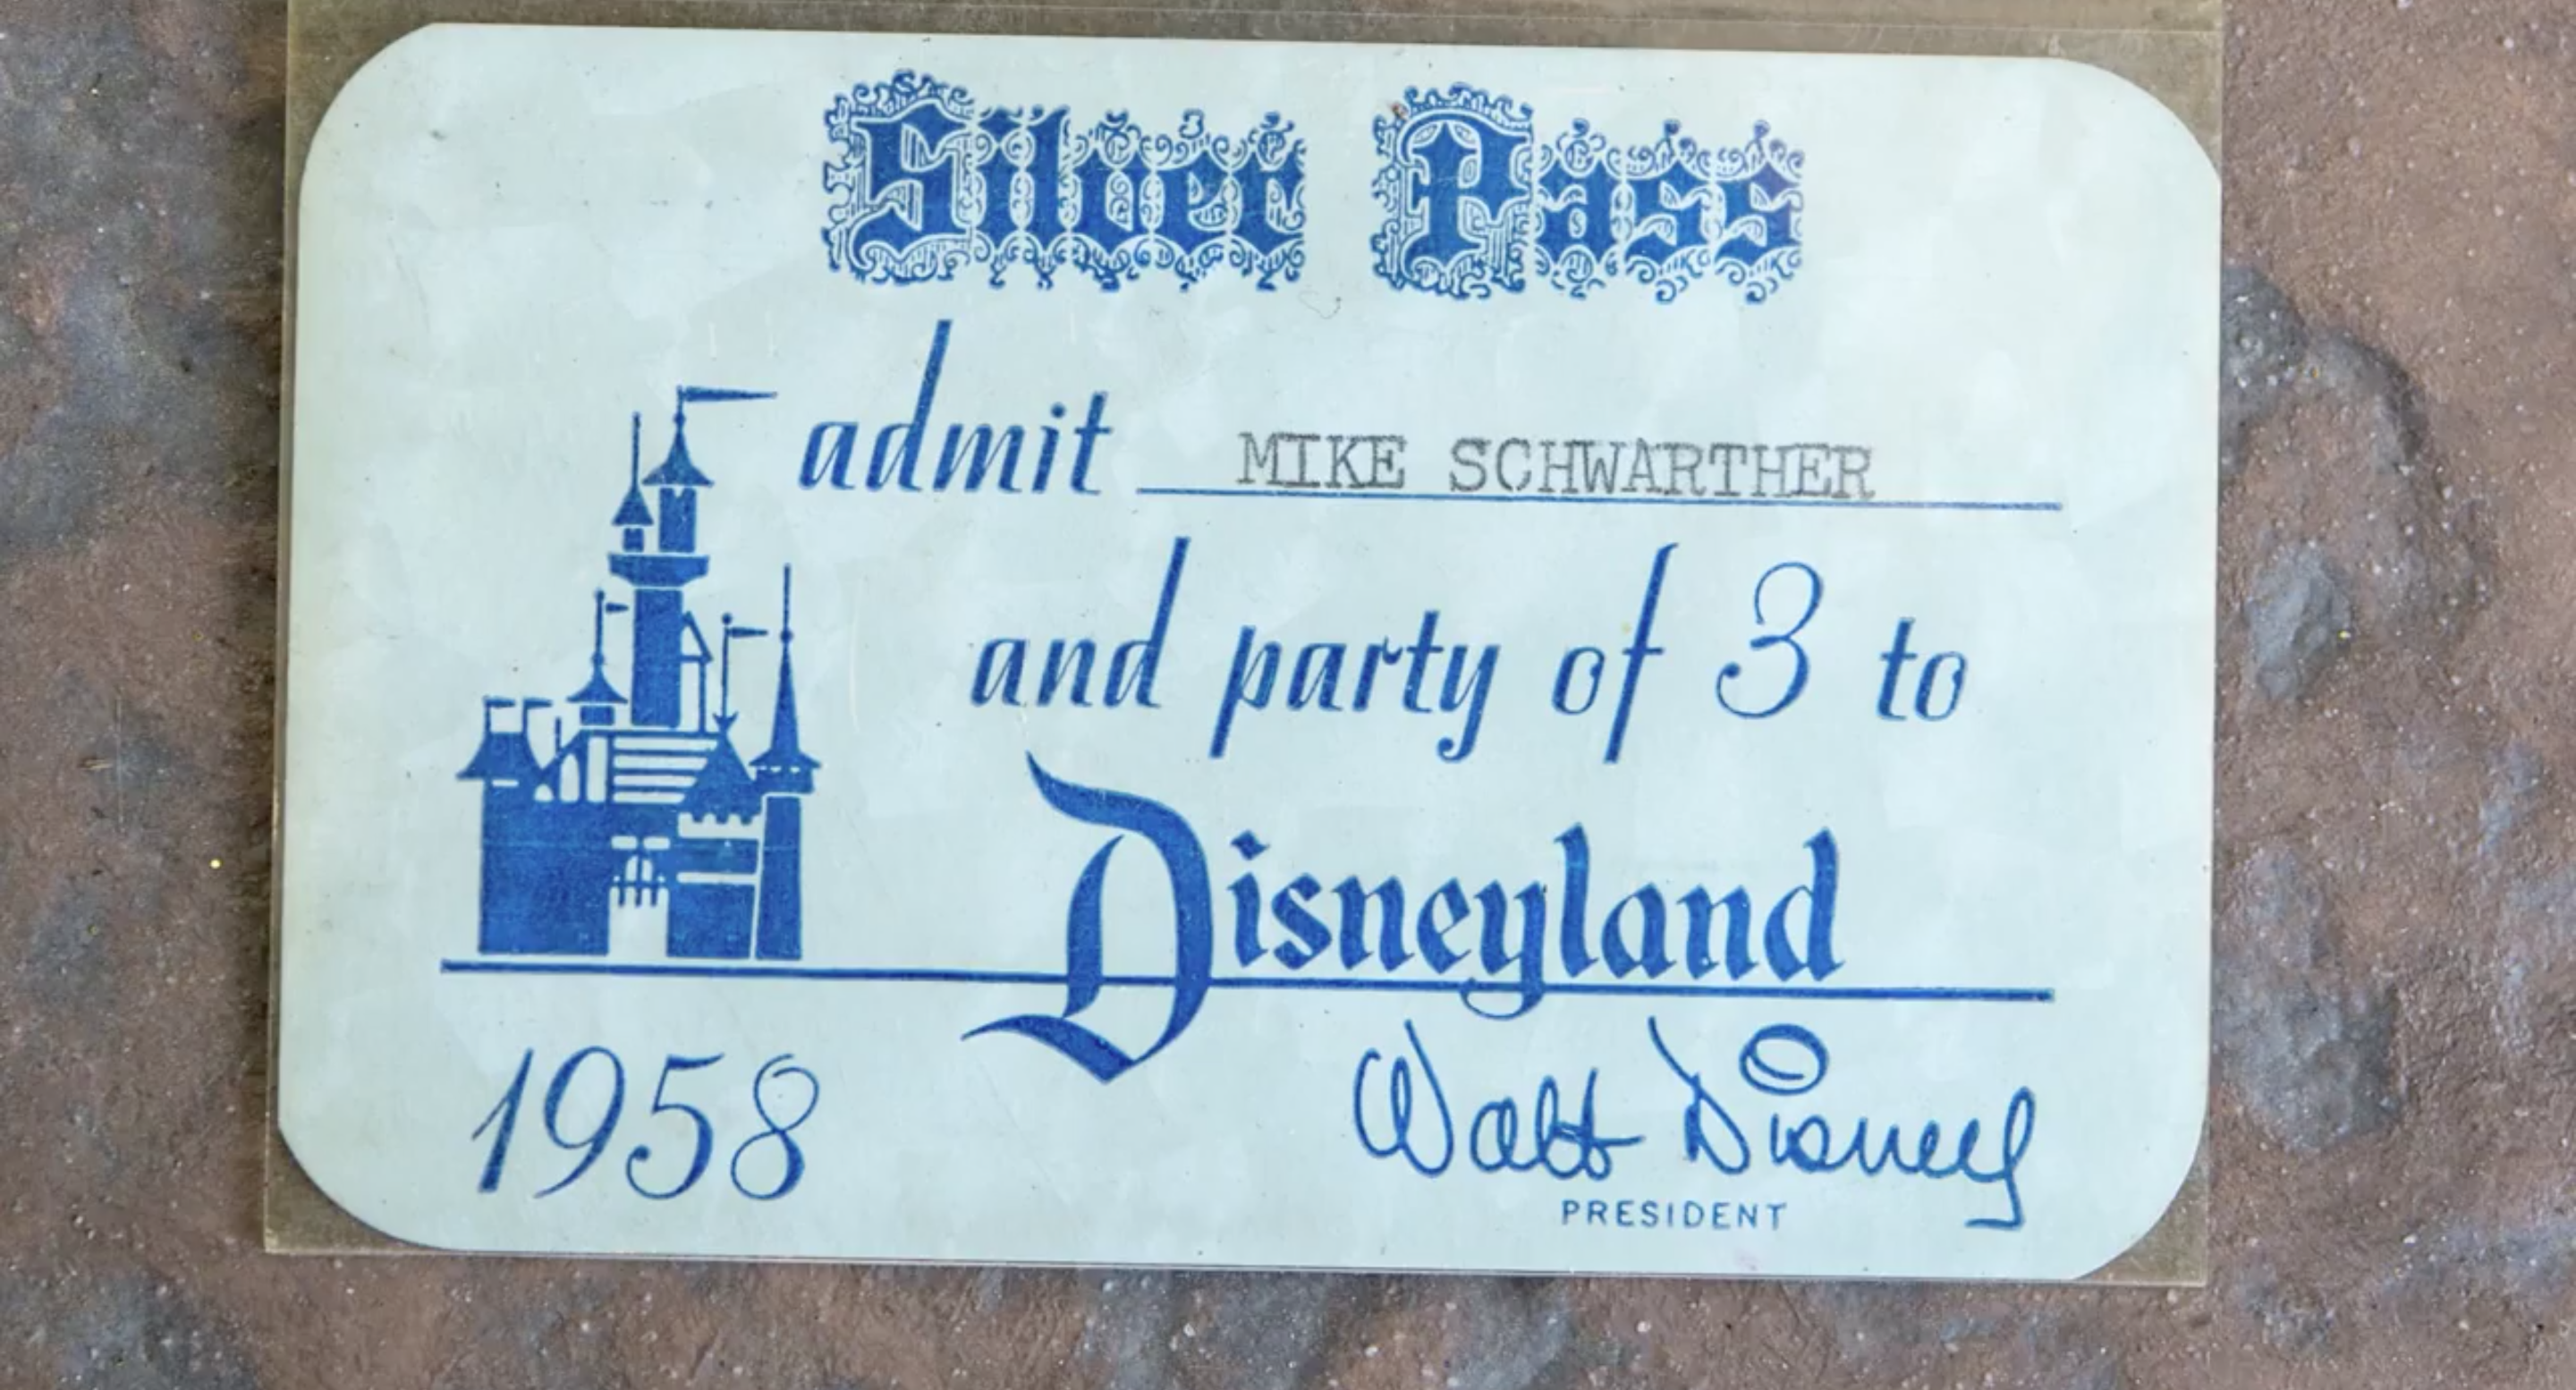 Silver Pass
admit MIKE SCHWARTHER
and party of 3 to
Disneyland
1958 Walt Disney
PRESIDENT